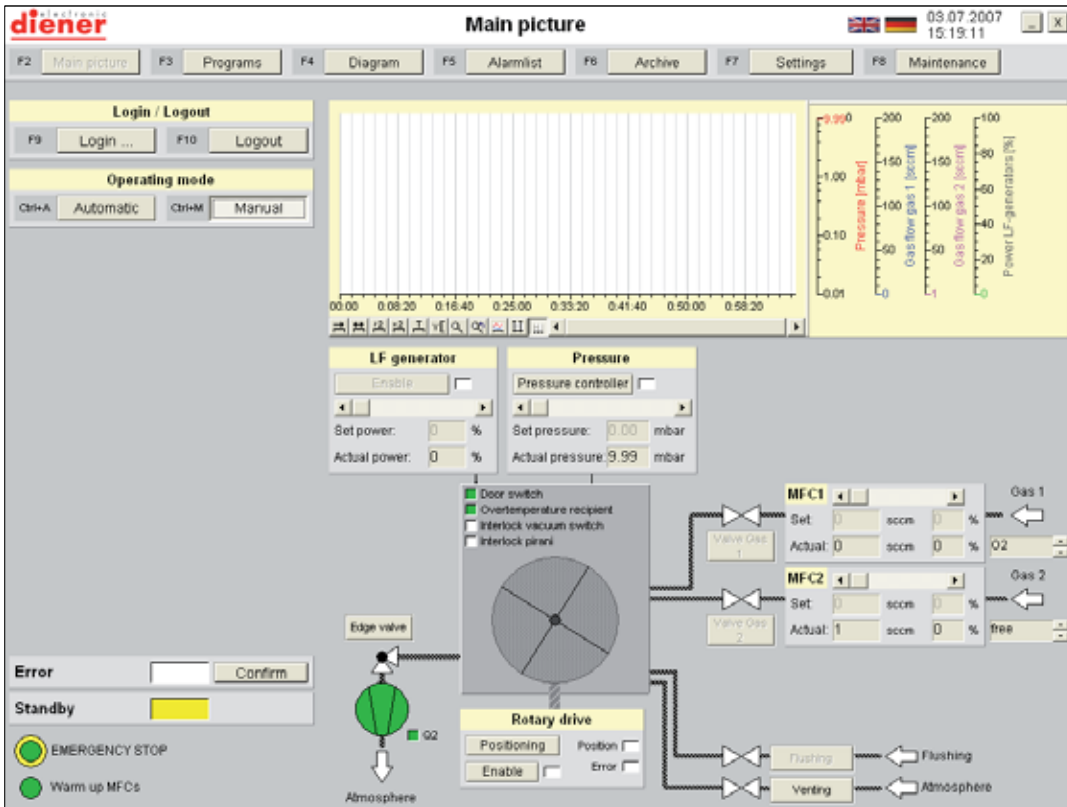 electronic
diener
Main picture
03.07.2007
15:19:11
X
F2 Main picture F3 Programs F4 Diagram F5 Alarmlist F6 Archive F7 Settings F8 Maintenance
Login / Logout
F9 Login ... F10 Logout
Operating mode
Ctrl+A Automatic Ctrl+M Manual
00:00 0:08:20 0:16:40 0:25:00 0:33:20 0:41:40 0:50:00 0:58:20
9.990 1.00 0.10 0.01
Pressure [mbar]
200 150 100 50 0
Gas flow gas 1 [sccm]
200 150 100 50 1
Gas flow gas 2 [sccm]
100 80 60 40 20 0
Power LF-generators [%]
LF generator
Enable
Set power: 0 %
Actual power: 0 %
Pressure
Pressure controller
Set pressure: 0.00 mbar
Actual pressure: 9.99 mbar
Door switch
Overtemperature recipient
Interlock vacuum switch
Interlock pirani
MFC1
Set: 0 sccm 0 %
Actual: 0 sccm 0 %
Gas 1
O2
Valve Gas
1
MFC2
Set: 0 sccm 0 %
Actual: 1 sccm 0 %
Gas 2
free
Valve Gas
2
Edge valve
G2
Atmosphere
Rotary drive
Positioning Position
Enable Error
Flushing Flushing
Venting Atmosphere
Error Confirm
Standby
EMERGENCY STOP
Warm up MFCs